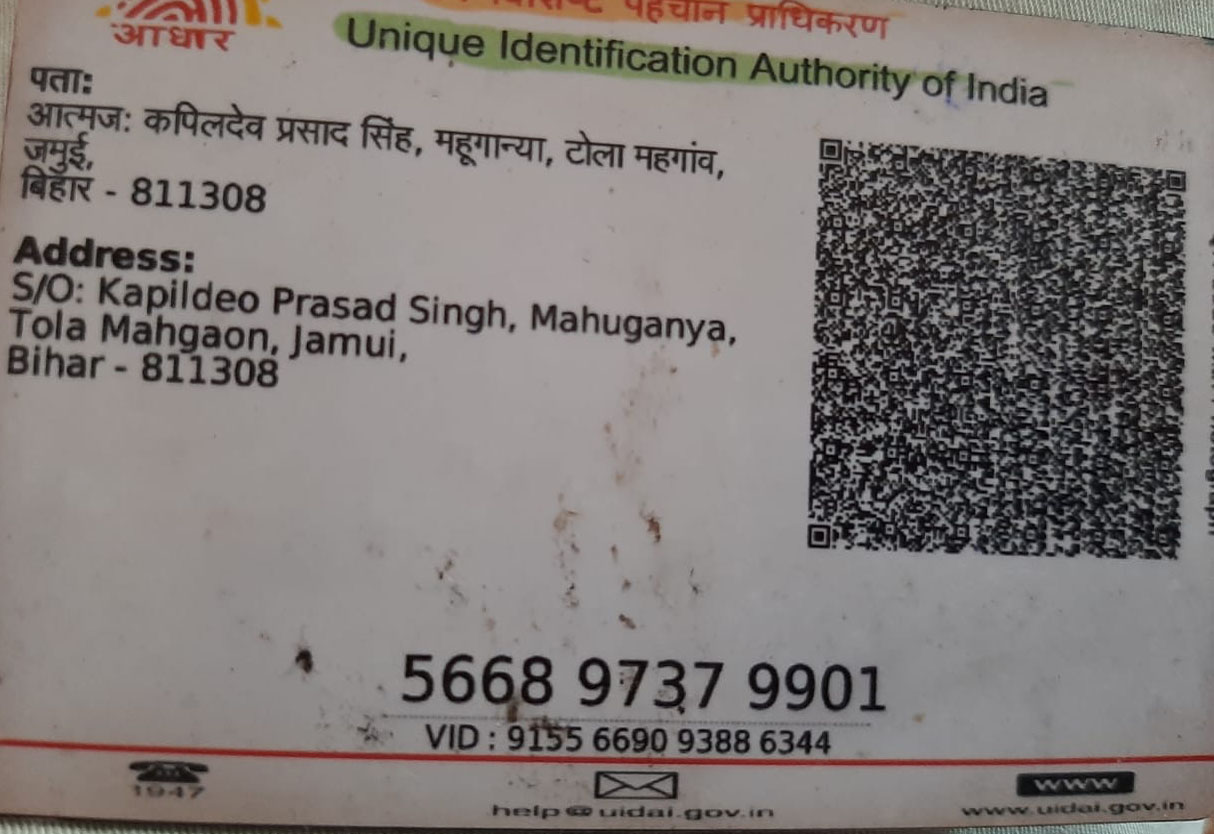 आधार
पहचान प्राधिकरण
Unique Identification Authority of India
पता:
आत्मज: कपिलदेव प्रसाद सिंह, महूगान्या, टोला महगांव,
जमुई,
बिहार - 811308
Address:
S/O: Kapildeo Prasad Singh, Mahuganya,
Tola Mahgaon, Jamui,
Bihar - 811308
5668 9737 9901
VID : 9155 6690 9388 6344
1947
help@uidai.gov.in
www
www.uidai.gov.in